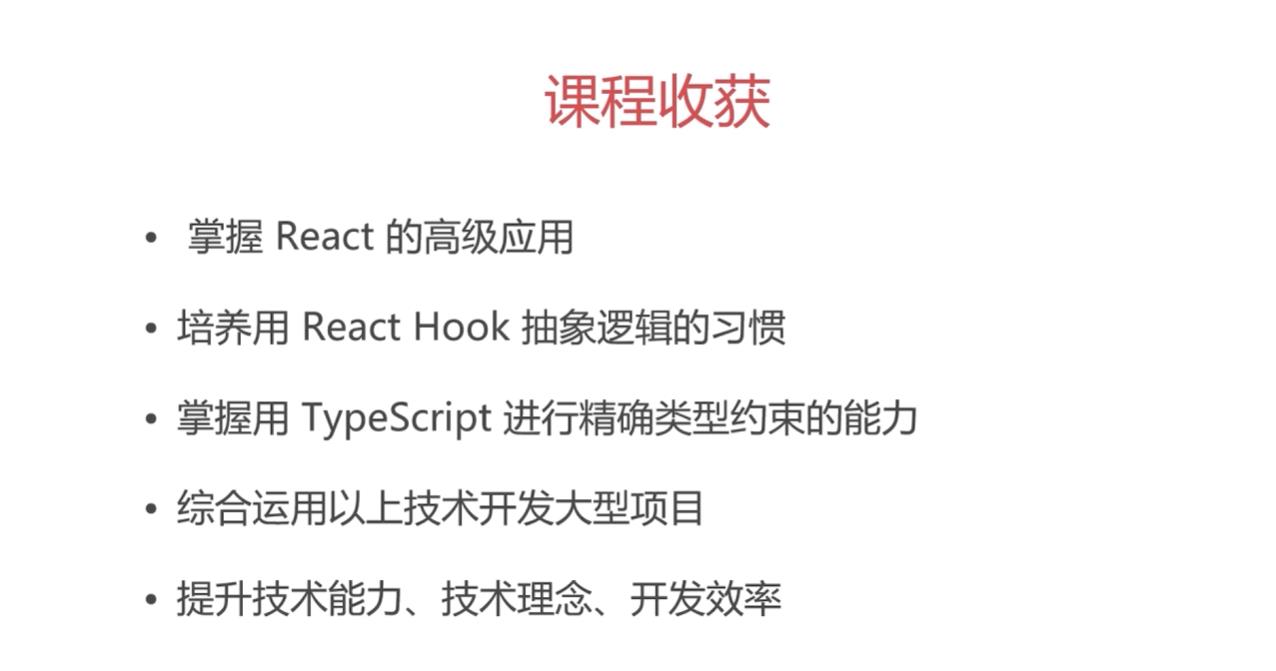 课程收获
• 掌握 React 的高级应用
• 培养用 React Hook 抽象逻辑的习惯
• 掌握用 TypeScript 进行精确类型约束的能力
• 综合运用以上技术开发大型项目
• 提升技术能力、技术理念、开发效率